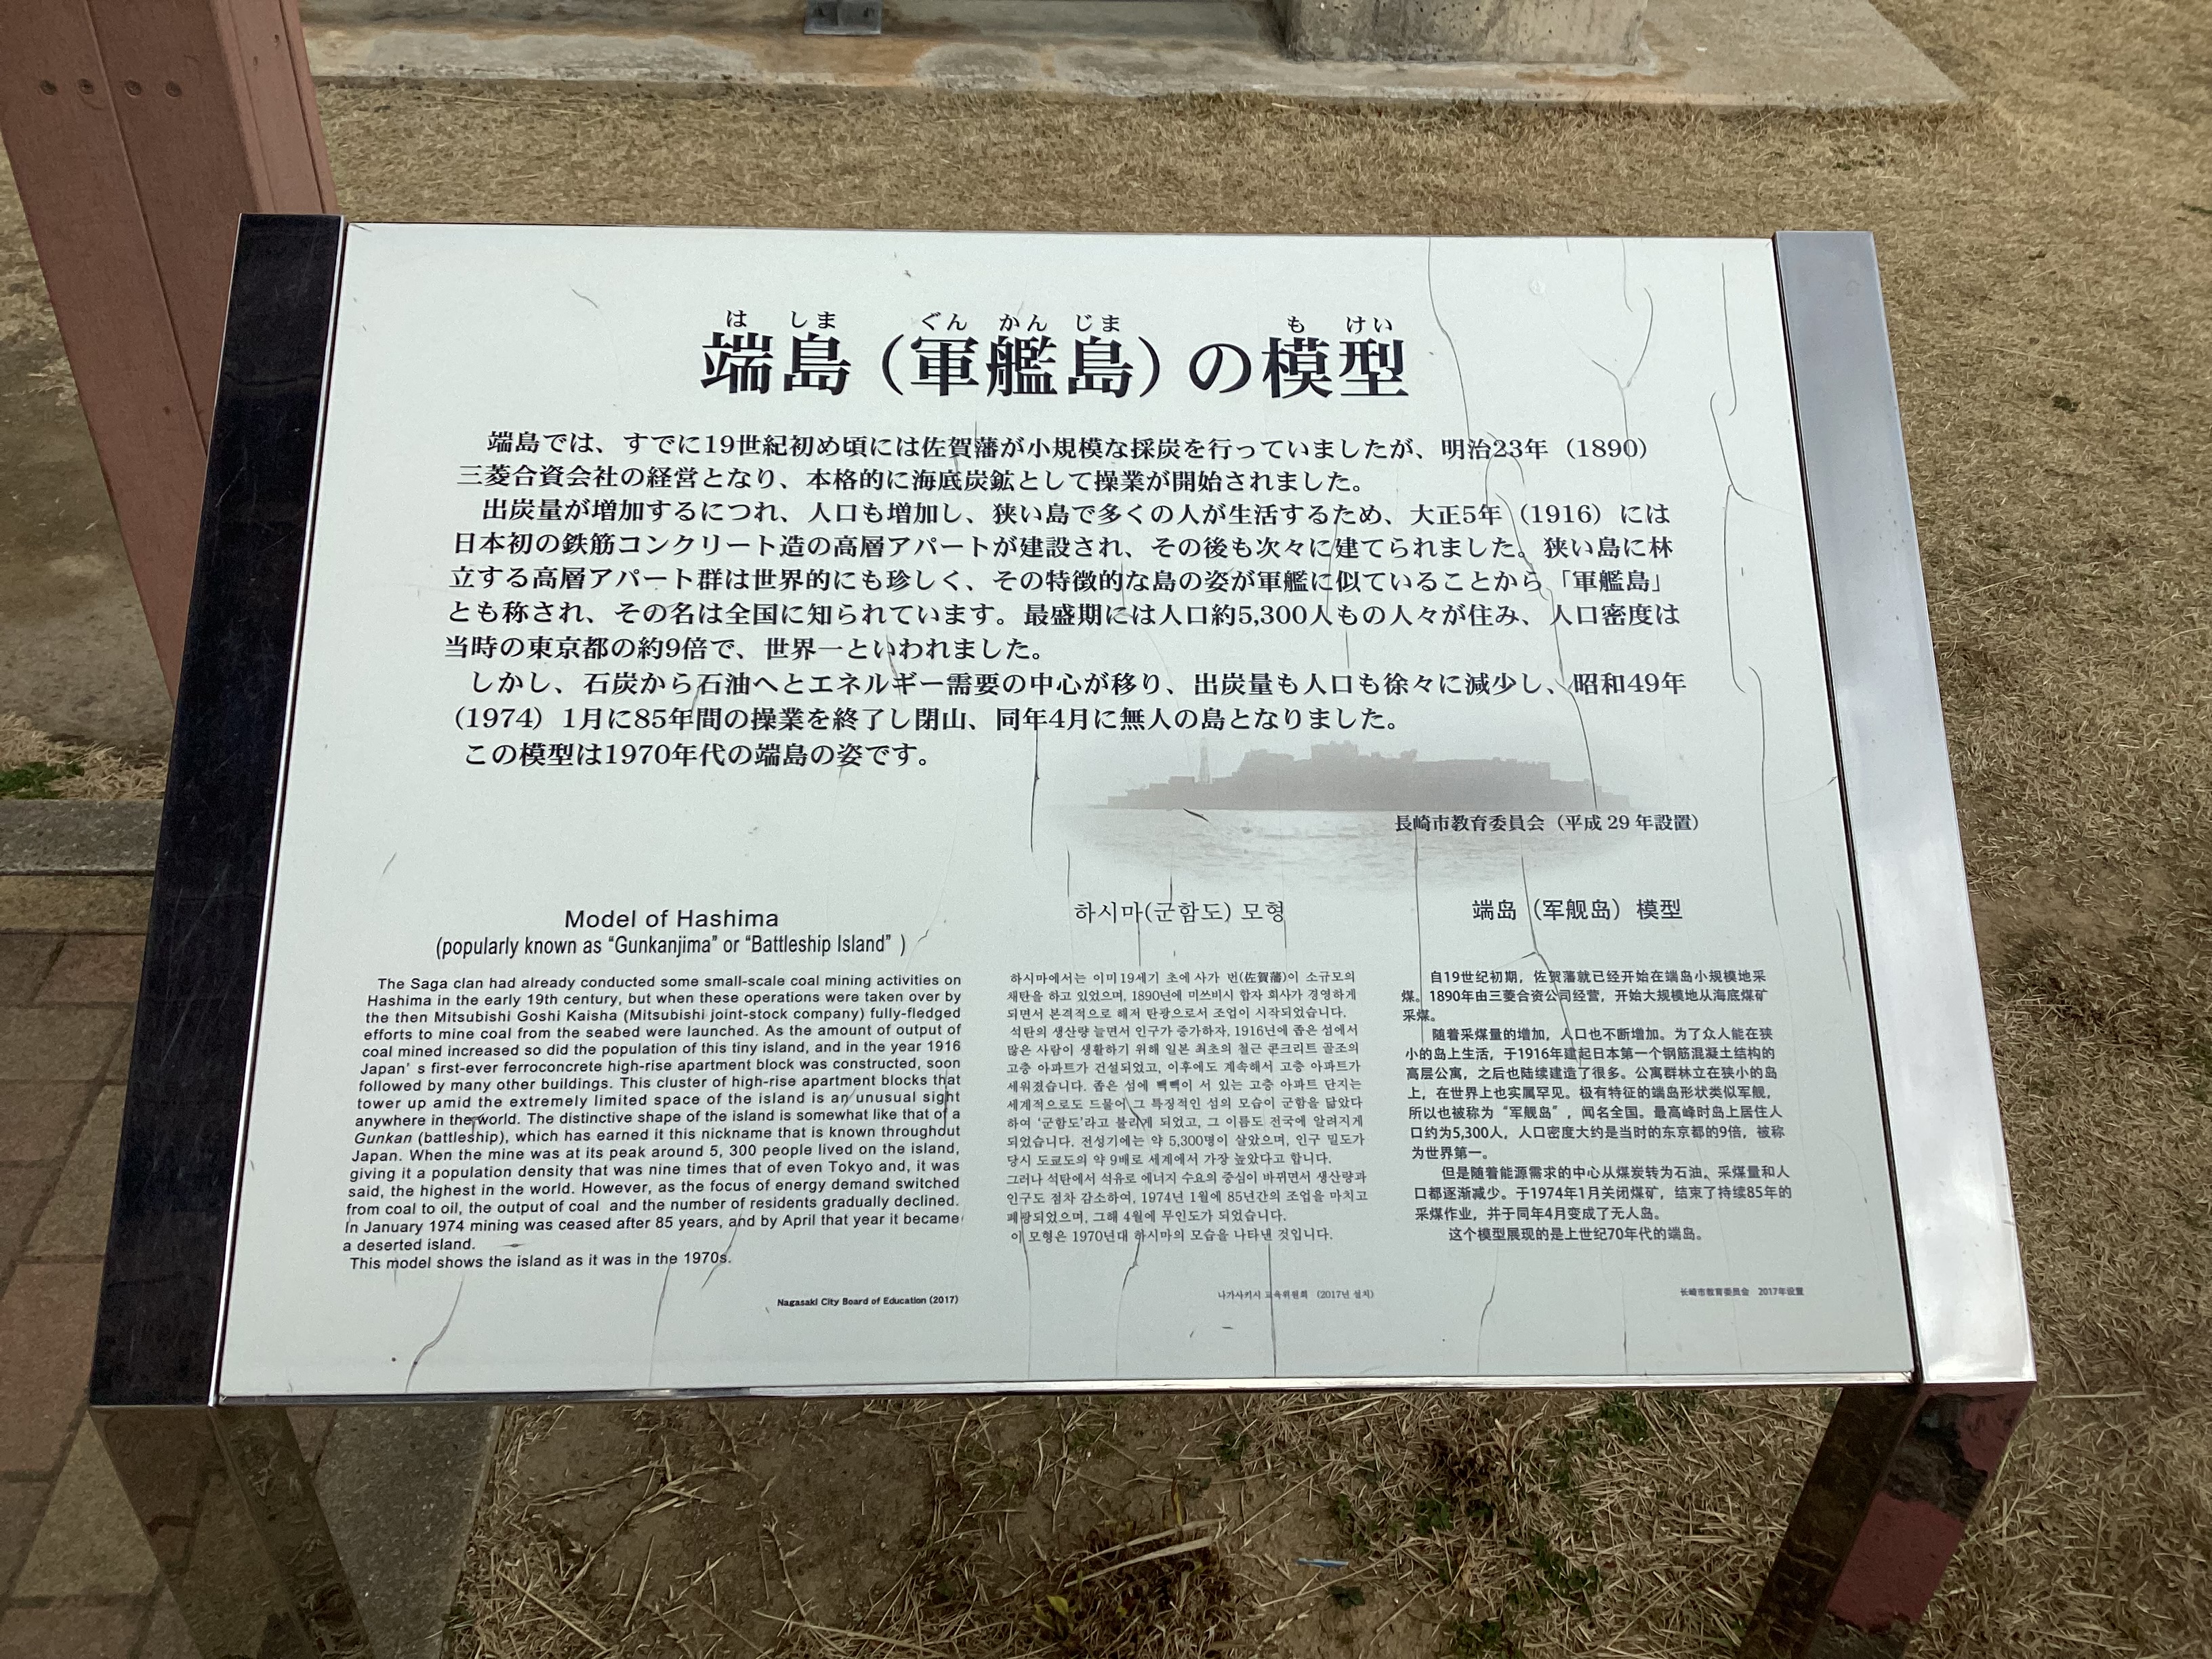 は しま ぐん かん じま も けい
端島（軍艦島）の模型
端島では、すでに19世紀初め頃には佐賀藩が小規模な採炭を行っていましたが、明治23年（1890）
三菱合資会社の経営となり、本格的に海底炭鉱として操業が開始されました。
出炭量が増加するにつれ、人口も増加し、狭い島で多くの人が生活するため、大正5年（1916）には
日本初の鉄筋コンクリート造の高層アパートが建設され、その後も次々に建てられました。狭い島に林
立する高層アパート群は世界的にも珍しく、その特徴的な島の姿が軍艦に似ていることから「軍艦島」
とも称され、その名は全国に知られています。最盛期には人口約5,300人もの人々が住み、人口密度は
当時の東京都の約9倍で、世界一といわれました。
しかし、石炭から石油へとエネルギー需要の中心が移り、出炭量も人口も徐々に減少し、昭和49年
（1974）1月に85年間の操業を終了し閉山、同年4月に無人の島となりました。
この模型は1970年代の端島の姿です。
長崎市教育委員会（平成 29 年設置）
Model of Hashima
(popularly known as “Gunkanjima” or “Battleship Island” )
The Saga clan had already conducted some small-scale coal mining activities on
Hashima in the early 19th century, but when these operations were taken over by
the then Mitsubishi Goshi Kaisha (Mitsubishi joint-stock company) fully-fledged
efforts to mine coal from the seabed were launched. As the amount of output of
coal mined increased so did the population of this tiny island, and in the year 1916
Japan’ s first-ever ferroconcrete high-rise apartment block was constructed, soon
followed by many other buildings. This cluster of high-rise apartment blocks that
tower up amid the extremely limited space of the island is an unusual sight
anywhere in the world. The distinctive shape of the island is somewhat like that of a
Gunkan (battleship), which has earned it this nickname that is known throughout
Japan. When the mine was at its peak around 5, 300 people lived on the island,
giving it a population density that was nine times that of even Tokyo and, it was
said, the highest in the world. However, as the focus of energy demand switched
from coal to oil, the output of coal and the number of residents gradually declined.
In January 1974 mining was ceased after 85 years, and by April that year it became
a deserted island.
This model shows the island as it was in the 1970s.
Nagasaki City Board of Education (2017)
하시마(군함도) 모형
하시마에서는 이미 19세기 초에 사가 번(佐賀藩)이 소규모의
채탄을 하고 있었으며, 1890년에 미쓰비시 합자 회사가 경영하게
되면서 본격적으로 해저 탄광으로서 조업이 시작되었습니다.
석탄의 생산량 늘면서 인구가 증가하자, 1916년에 좁은 섬에서
많은 사람이 생활하기 위해 일본 최초의 철근 콘크리트 골조의
고층 아파트가 건설되었고, 이후에도 계속해서 고층 아파트가
세워졌습니다. 좁은 섬에 빽빽이 서 있는 고층 아파트 단지는
세계적으로도 드물어 그 특징적인 섬의 모습이 군함을 닮았다
하여 ‘군함도’라고 불리게 되었고, 그 이름도 전국에 알려지게
되었습니다. 전성기에는 약 5,300명이 살았으며, 인구 밀도가
당시 도쿄도의 약 9배로 세계에서 가장 높았다고 합니다.
그러나 석탄에서 석유로 에너지 수요의 중심이 바뀌면서 생산량과
인구도 점차 감소하여, 1974년 1월에 85년간의 조업을 마치고
폐광되었으며, 그해 4월에 무인도가 되었습니다.
이 모형은 1970년대 하시마의 모습을 나타낸 것입니다.
나가사키시 교육위원회 （2017년 설치）
端岛（军舰岛）模型
自19世纪初期，佐贺藩就已经开始在端岛小规模地采
煤。1890年由三菱合资公司经营，开始大规模地从海底煤矿
采煤。
随着采煤量的增加，人口也不断增加。为了众人能在狭
小的岛上生活，于1916年建起日本第一个钢筋混凝土结构的
高层公寓，之后也陆续建造了很多。公寓群林立在狭小的岛
上，在世界上也实属罕见。极有特征的端岛形状类似军舰，
所以也被称为“军舰岛”，闻名全国。最高峰时岛上居住人
口约为5,300人，人口密度大约是当时的东京都的9倍，被称
为世界第一。
但是随着能源需求的中心从煤炭转为石油，采煤量和人
口都逐渐减少。于1974年1月关闭煤矿，结束了持续85年的
采煤作业，并于同年4月变成了无人岛。
这个模型展现的是上世纪70年代的端岛。
长崎市教育委员会 2017年设置